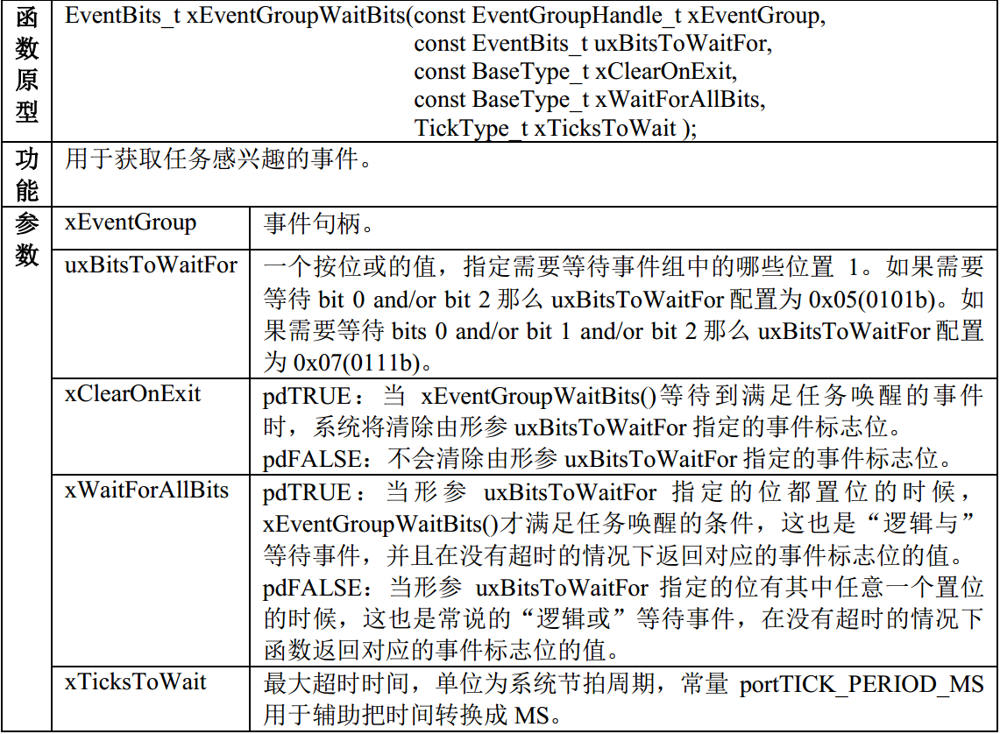 函数原型
EventBits_t xEventGroupWaitBits(const EventGroupHandle_t xEventGroup,
const EventBits_t uxBitsToWaitFor,
const BaseType_t xClearOnExit,
const BaseType_t xWaitForAllBits,
TickType_t xTicksToWait );
功能
用于获取任务感兴趣的事件。
参数
xEventGroup
事件句柄。
uxBitsToWaitFor
一个按位或的值，指定需要等待事件组中的哪些位置 1。如果需要
等待 bit 0 and/or bit 2 那么 uxBitsToWaitFor 配置为 0x05(0101b)。如
果需要等待 bits 0 and/or bit 1 and/or bit 2 那么 uxBitsToWaitFor 配置
为 0x07(0111b)。
xClearOnExit
pdTRUE：当 xEventGroupWaitBits()等待到满足任务唤醒的事件
时，系统将清除由形参 uxBitsToWaitFor 指定的事件标志位。
pdFALSE：不会清除由形参 uxBitsToWaitFor 指定的事件标志位。
xWaitForAllBits
pdTRUE：当形参 uxBitsToWaitFor 指定的位都置位的时候，
xEventGroupWaitBits()才满足任务唤醒的条件，这也是“逻辑与”
等待事件，并且在没有超时的情况下返回对应的事件标志位的值。
pdFALSE：当形参 uxBitsToWaitFor 指定的位有其中任意一个置位
的时候，这也是常说的“逻辑或”等待事件，在没有超时的情况下
函数返回对应的事件标志位的值。
xTicksToWait
最大超时时间，单位为系统节拍周期，常量 portTICK_PERIOD_MS
用于辅助把时间转换成 MS。